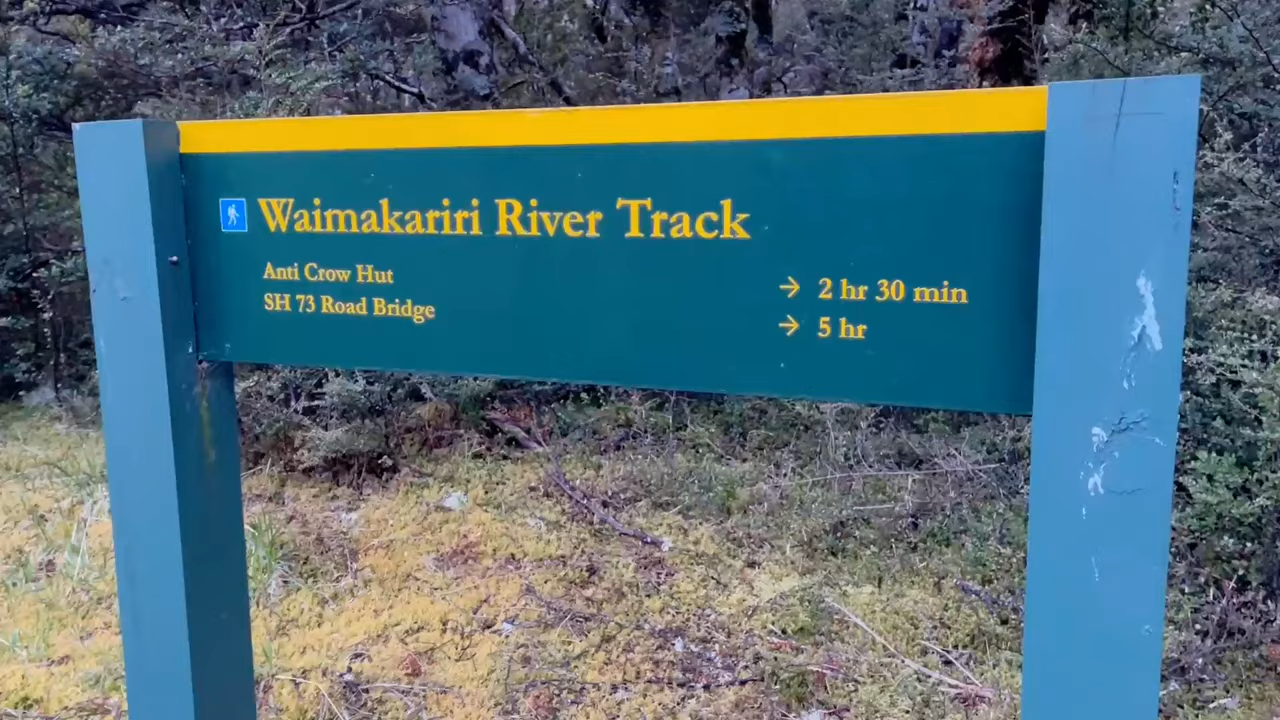 Waimakariri River Track
Anti Crow Hut → 2 hr 30 min
SH 73 Road Bridge → 5 hr